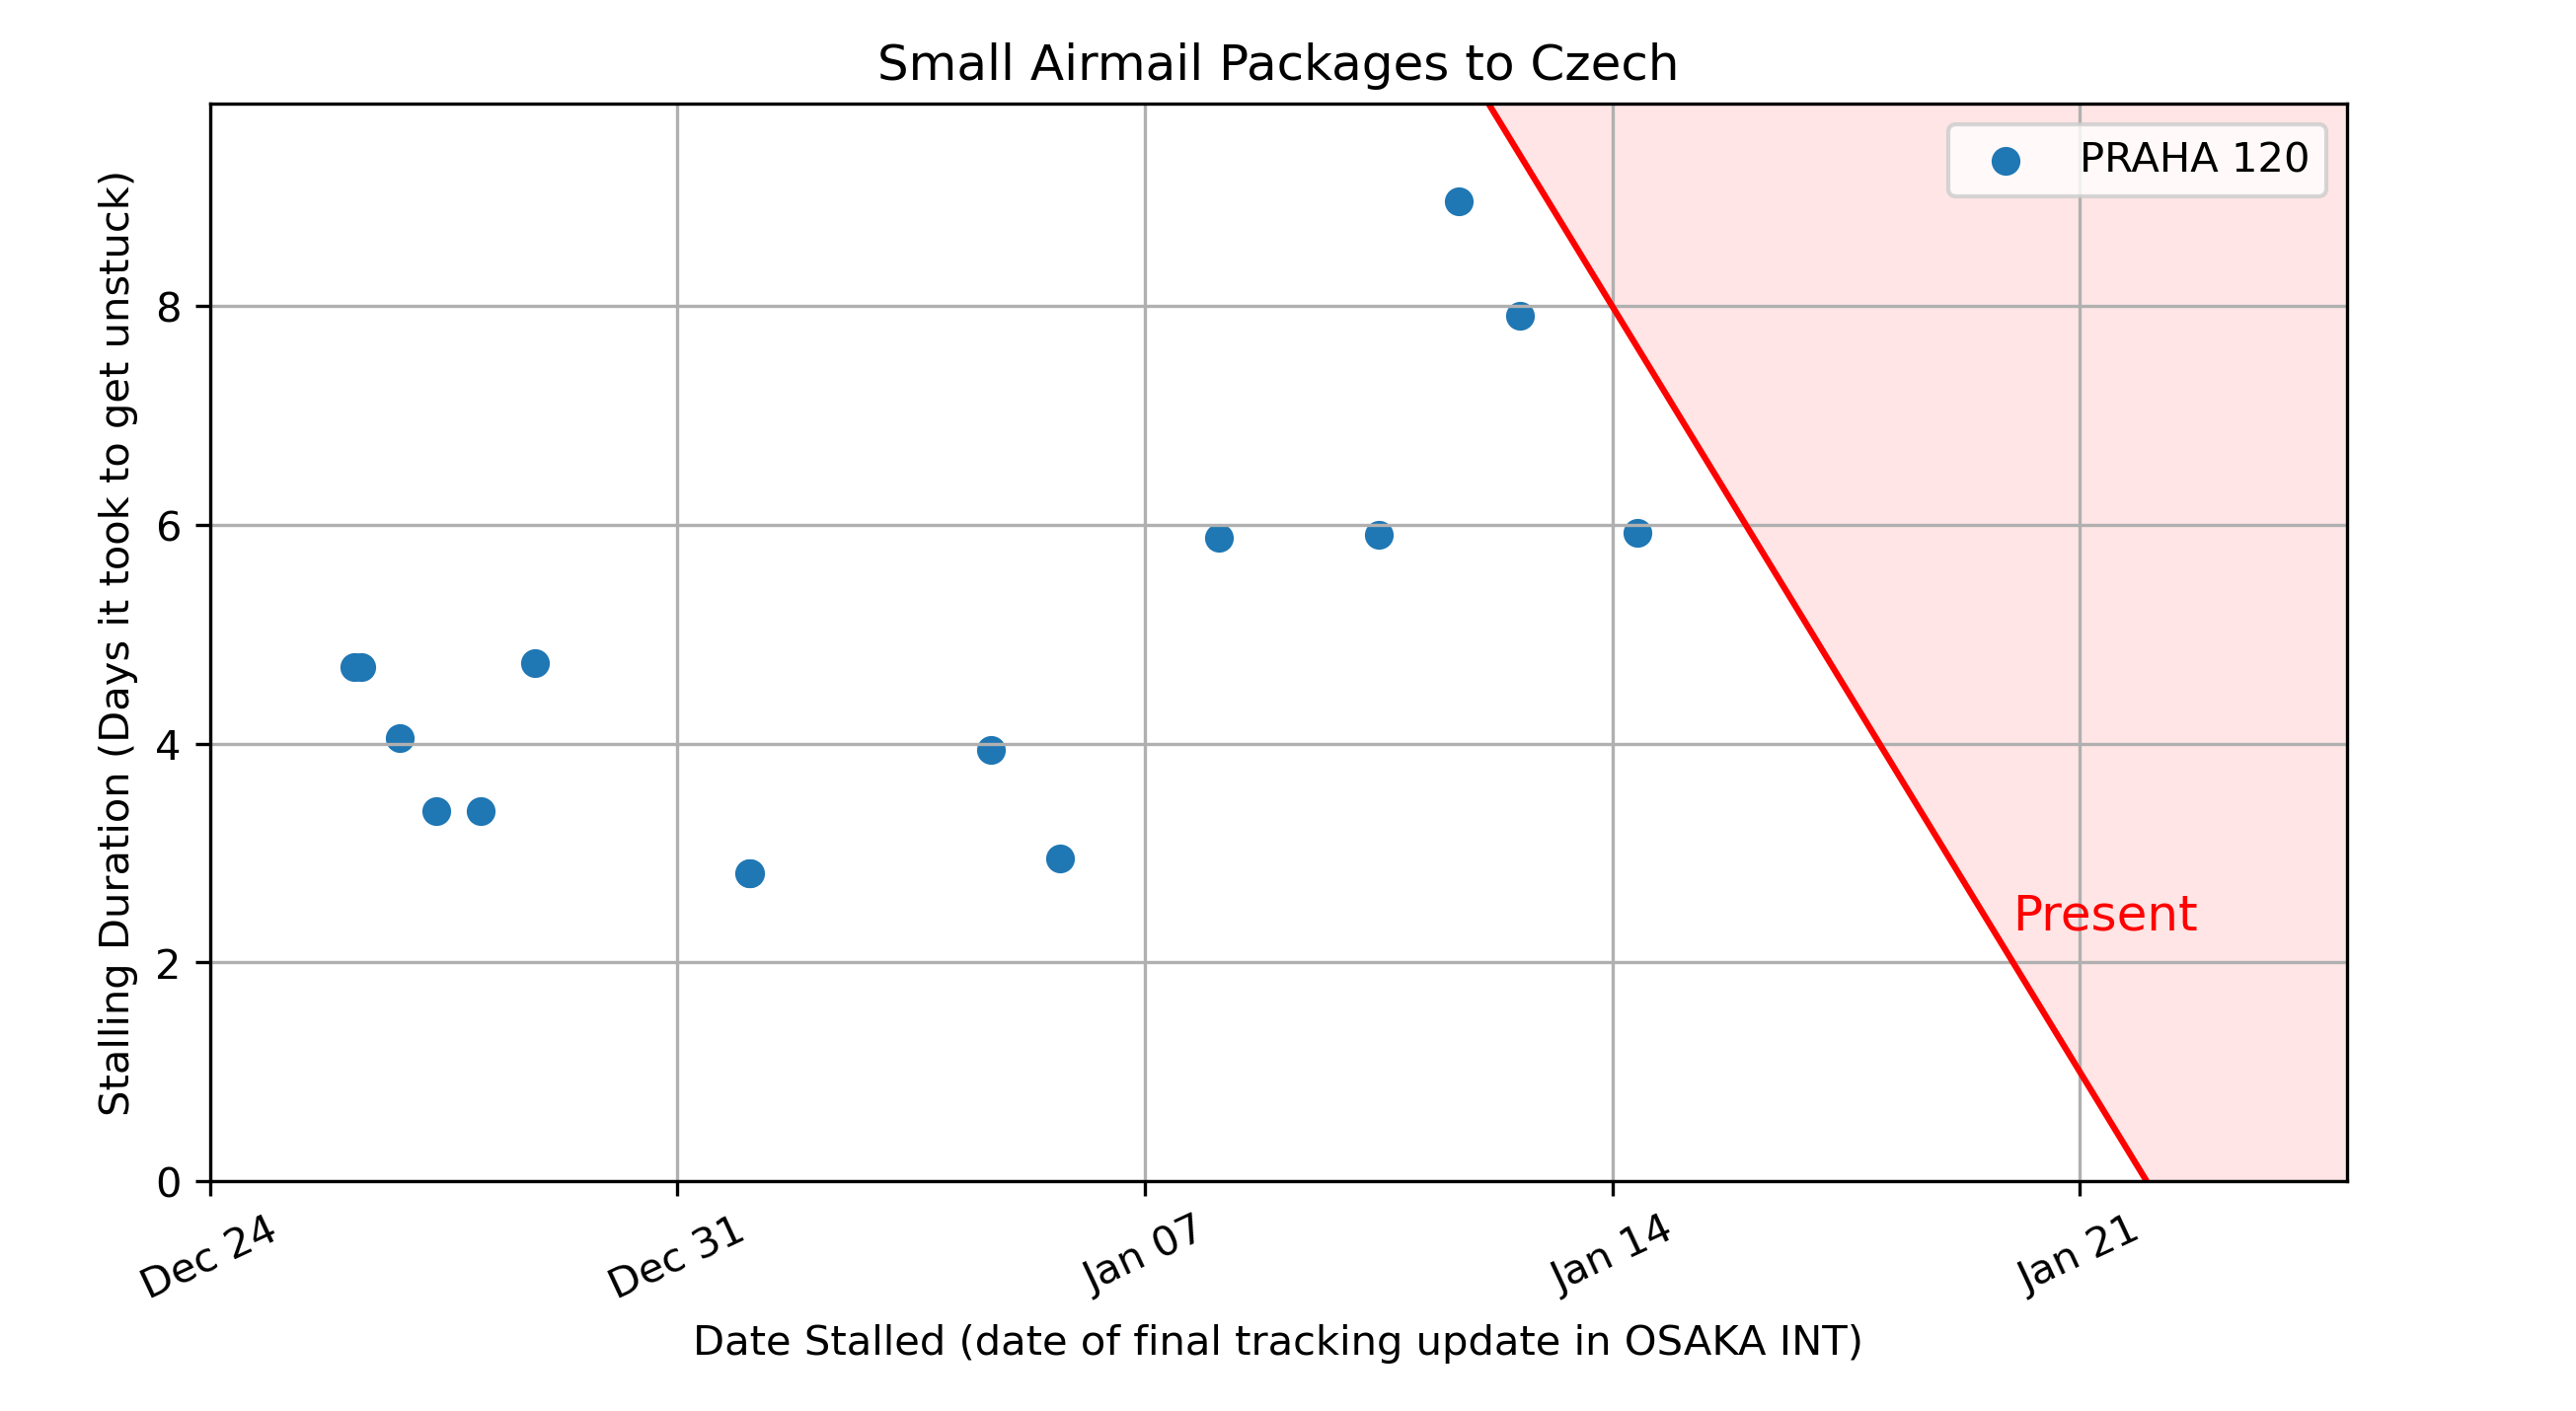 Small Airmail Packages to Czech
PRAHA 120
Stalling Duration (Days it took to get unstuck)
8
6
4
2
0
Present
Dec 24
Dec 31
Jan 07
Jan 14
Jan 21
Date Stalled (date of final tracking update in OSAKA INT)